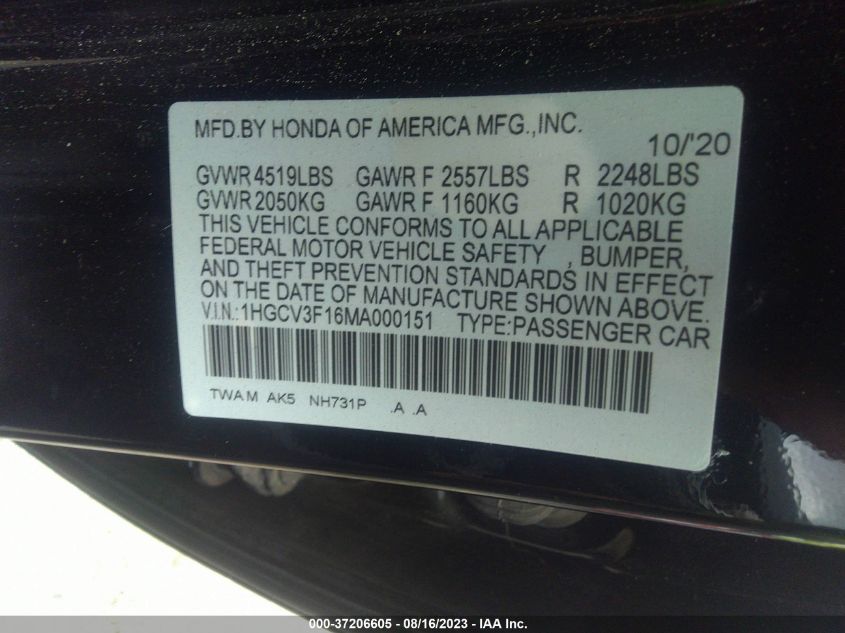 MFD.BY HONDA OF AMERICA MFG.,INC.
10/'20
GVWR 4519LBS GAWR F 2557LBS R 2248LBS
GVWR 2050KG GAWR F 1160KG R 1020KG
THIS VEHICLE CONFORMS TO ALL APPLICABLE
FEDERAL MOTOR VEHICLE SAFETY , BUMPER,
AND THEFT PREVENTION STANDARDS IN EFFECT
ON THE DATE OF MANUFACTURE SHOWN ABOVE.
V.I.N.:1HGCV3F16MA000151 TYPE:PASSENGER CAR
TWAM AK5 NH731P .A .A
000-37206605 / 08/16/2023 - IAA Inc.